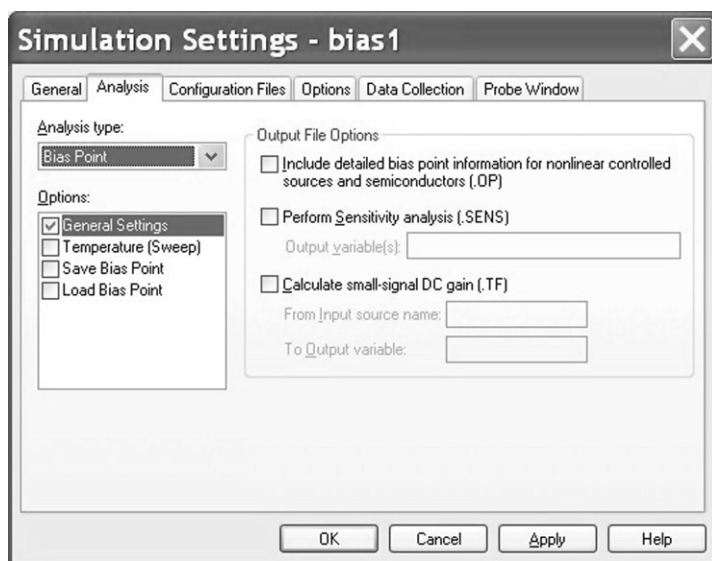 Simulation Settings - bias1
General Analysis Configuration Files Options Data Collection Probe Window
Analysis type:
Bias Point
Options:
General Settings
Temperature (Sweep)
Save Bias Point
Load Bias Point
Output File Options
Include detailed bias point information for nonlinear controlled
sources and semiconductors (.OP)
Perform Sensitivity analysis (.SENS)
Output variable(s):
Calculate small-signal DC gain (.TF)
From Input source name:
To Output variable:
OK Cancel Apply Help